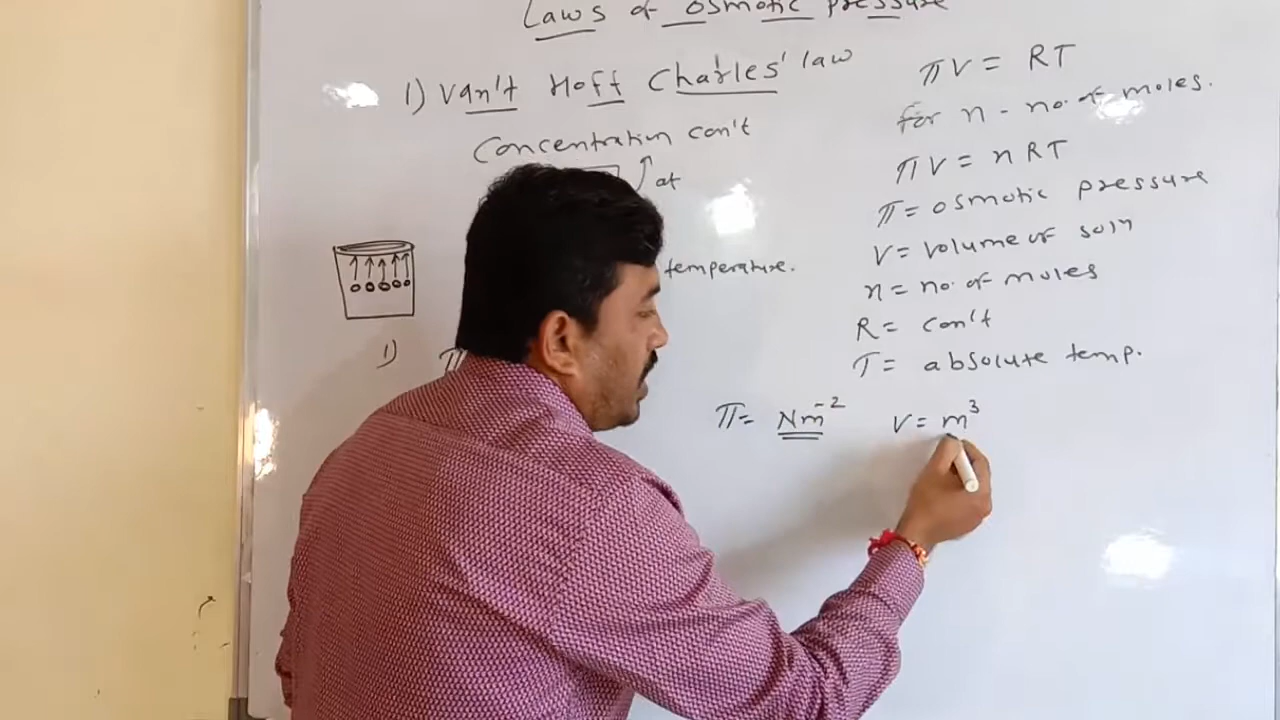 Laws of osmotic pressure
1) Van't Hoff Charles' law
Concentration con't
at
temperature.
1)
π
πV = RT
for n - no. of moles.
πV = nRT
π = osmotic pressure
V = volume of soln
n = no. of moles
R = con't
T = absolute temp.
π = Nm⁻² V = m³